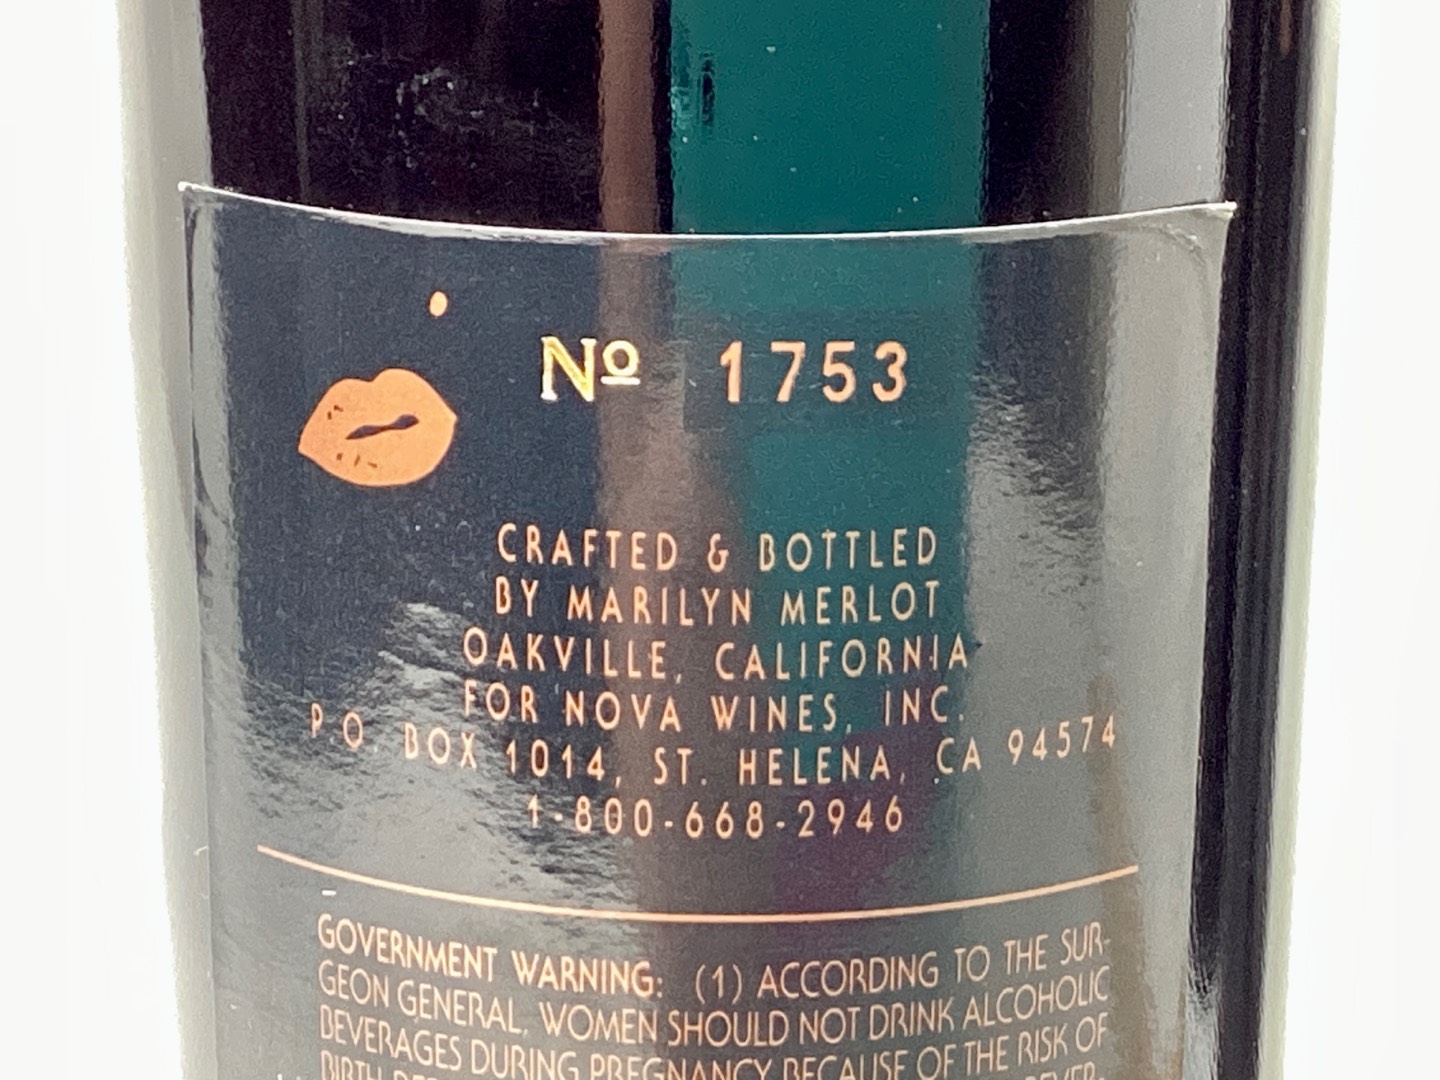 Nº 1753
CRAFTED & BOTTLED
BY MARILYN MERLOT
OAKVILLE, CALIFORNIA
FOR NOVA WINES, INC.
P.O. BOX 1014, ST. HELENA, CA 94574
1-800-668-2946
GOVERNMENT WARNING: (1) ACCORDING TO THE SUR-
GEON GENERAL, WOMEN SHOULD NOT DRINK ALCOHOLIC
BEVERAGES DURING PREGNANCY BECAUSE OF THE RISK OF
BIRTH